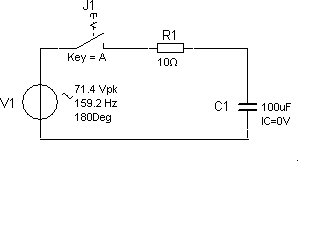 J1
Key = A
R1
10Ω
V1
71.4 Vpk
159.2 Hz
180Deg
C1
100uF
IC=0V